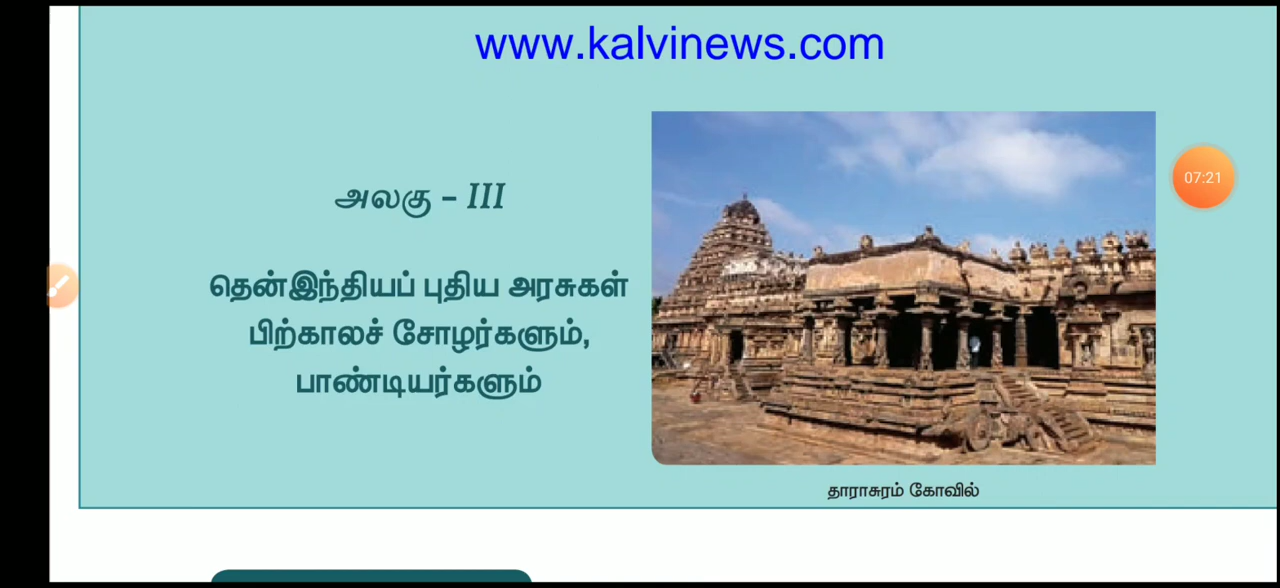 www.kalvinews.com
அலகு – III
தென்இந்தியப் புதிய அரசுகள்
பிற்காலச் சோழர்களும்,
பாண்டியர்களும்
07:21
தாராசுரம் கோவில்